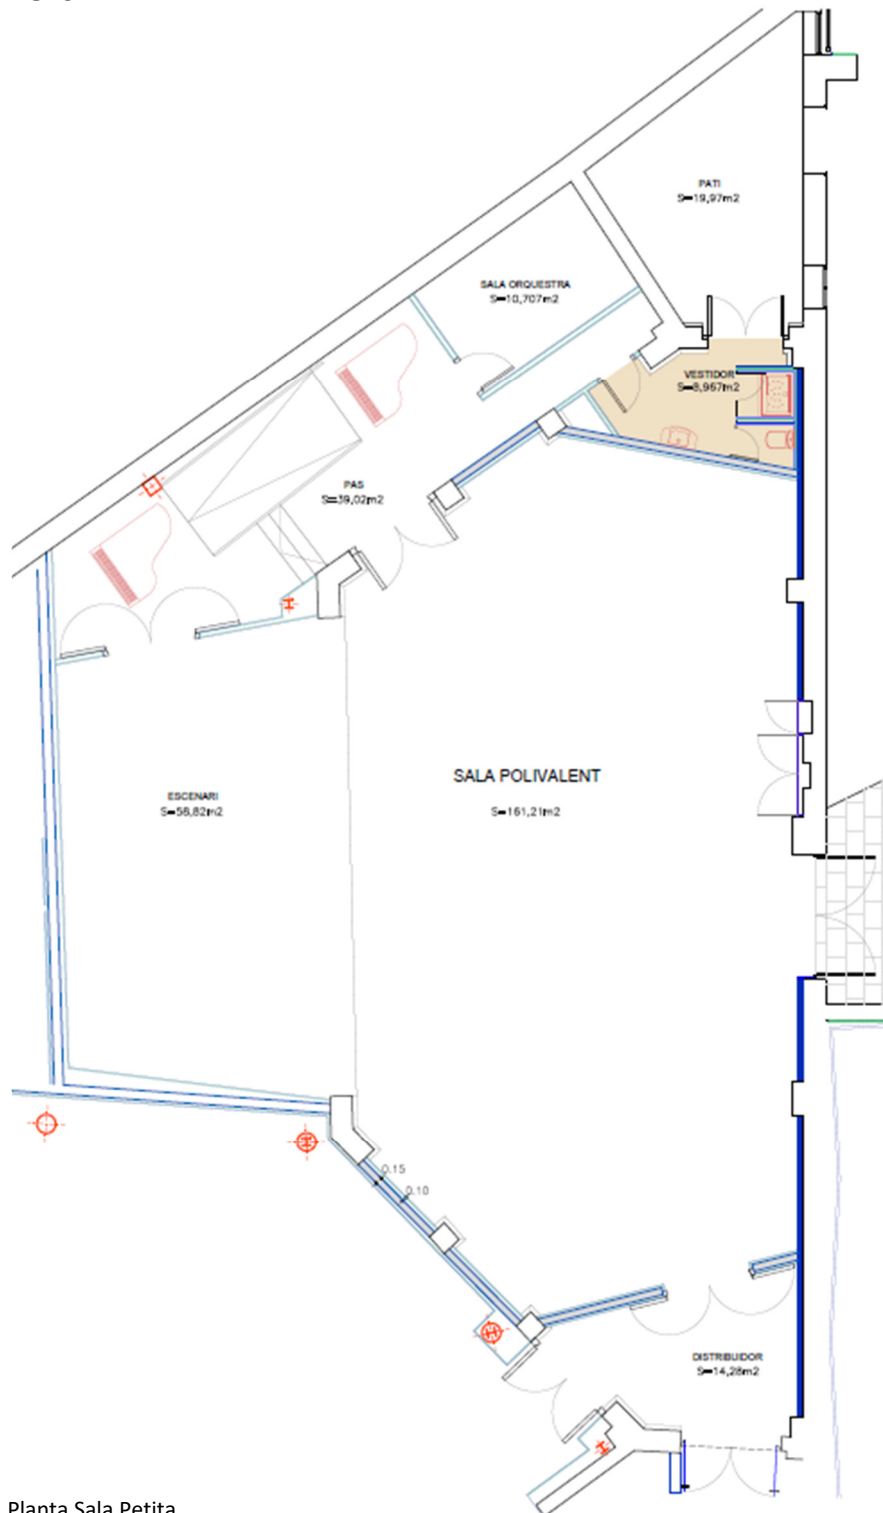 PATI
S=19,97m2
SALA ORQUESTRA
S=10,707m2
VESTIDOR
S=8,967m2
PAS
S=39,02m2
SALA POLIVALENT
S=161,21m2
ESCENARI
S=58,82m2
0.15
0.10
DISTRIBUIDOR
S=14,28m2
Planta Sala Petita